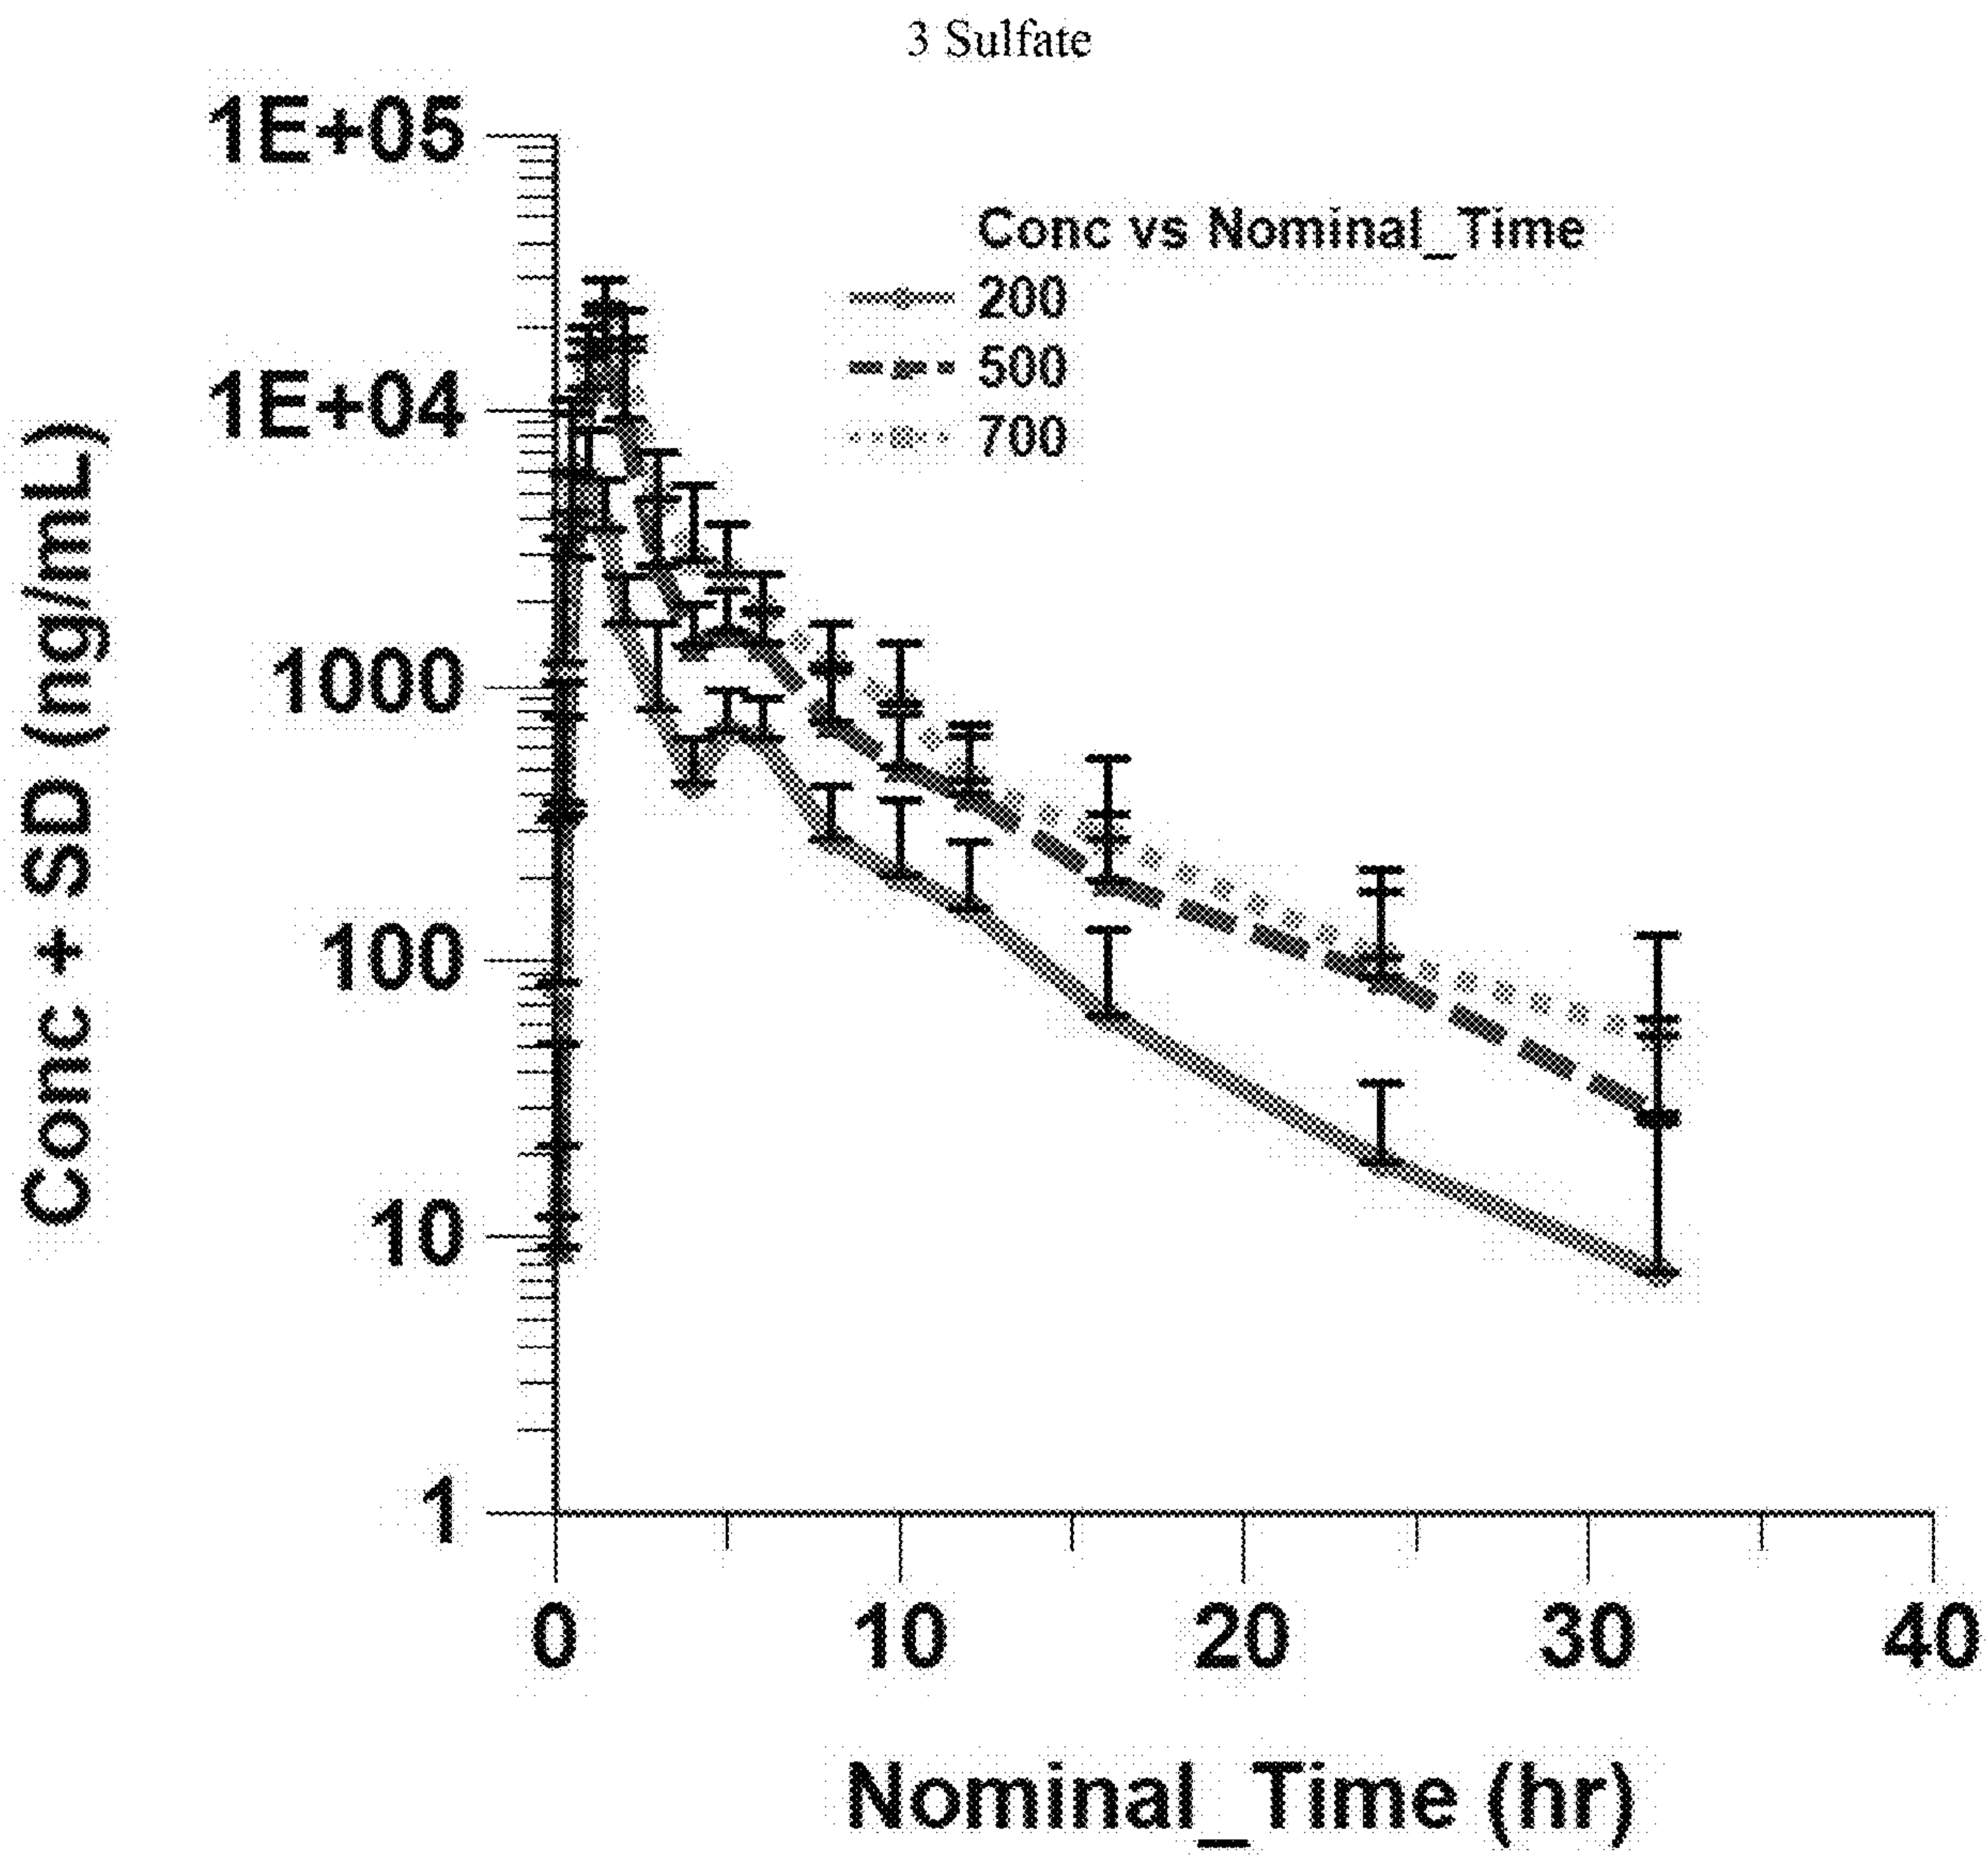 3 Sulfate
1E+05
1E+04
1000
100
10
1
Conc + SD (ng/mL)
Conc vs Nominal_Time
200
500
700
0 10 20 30 40
Nominal_Time (hr)